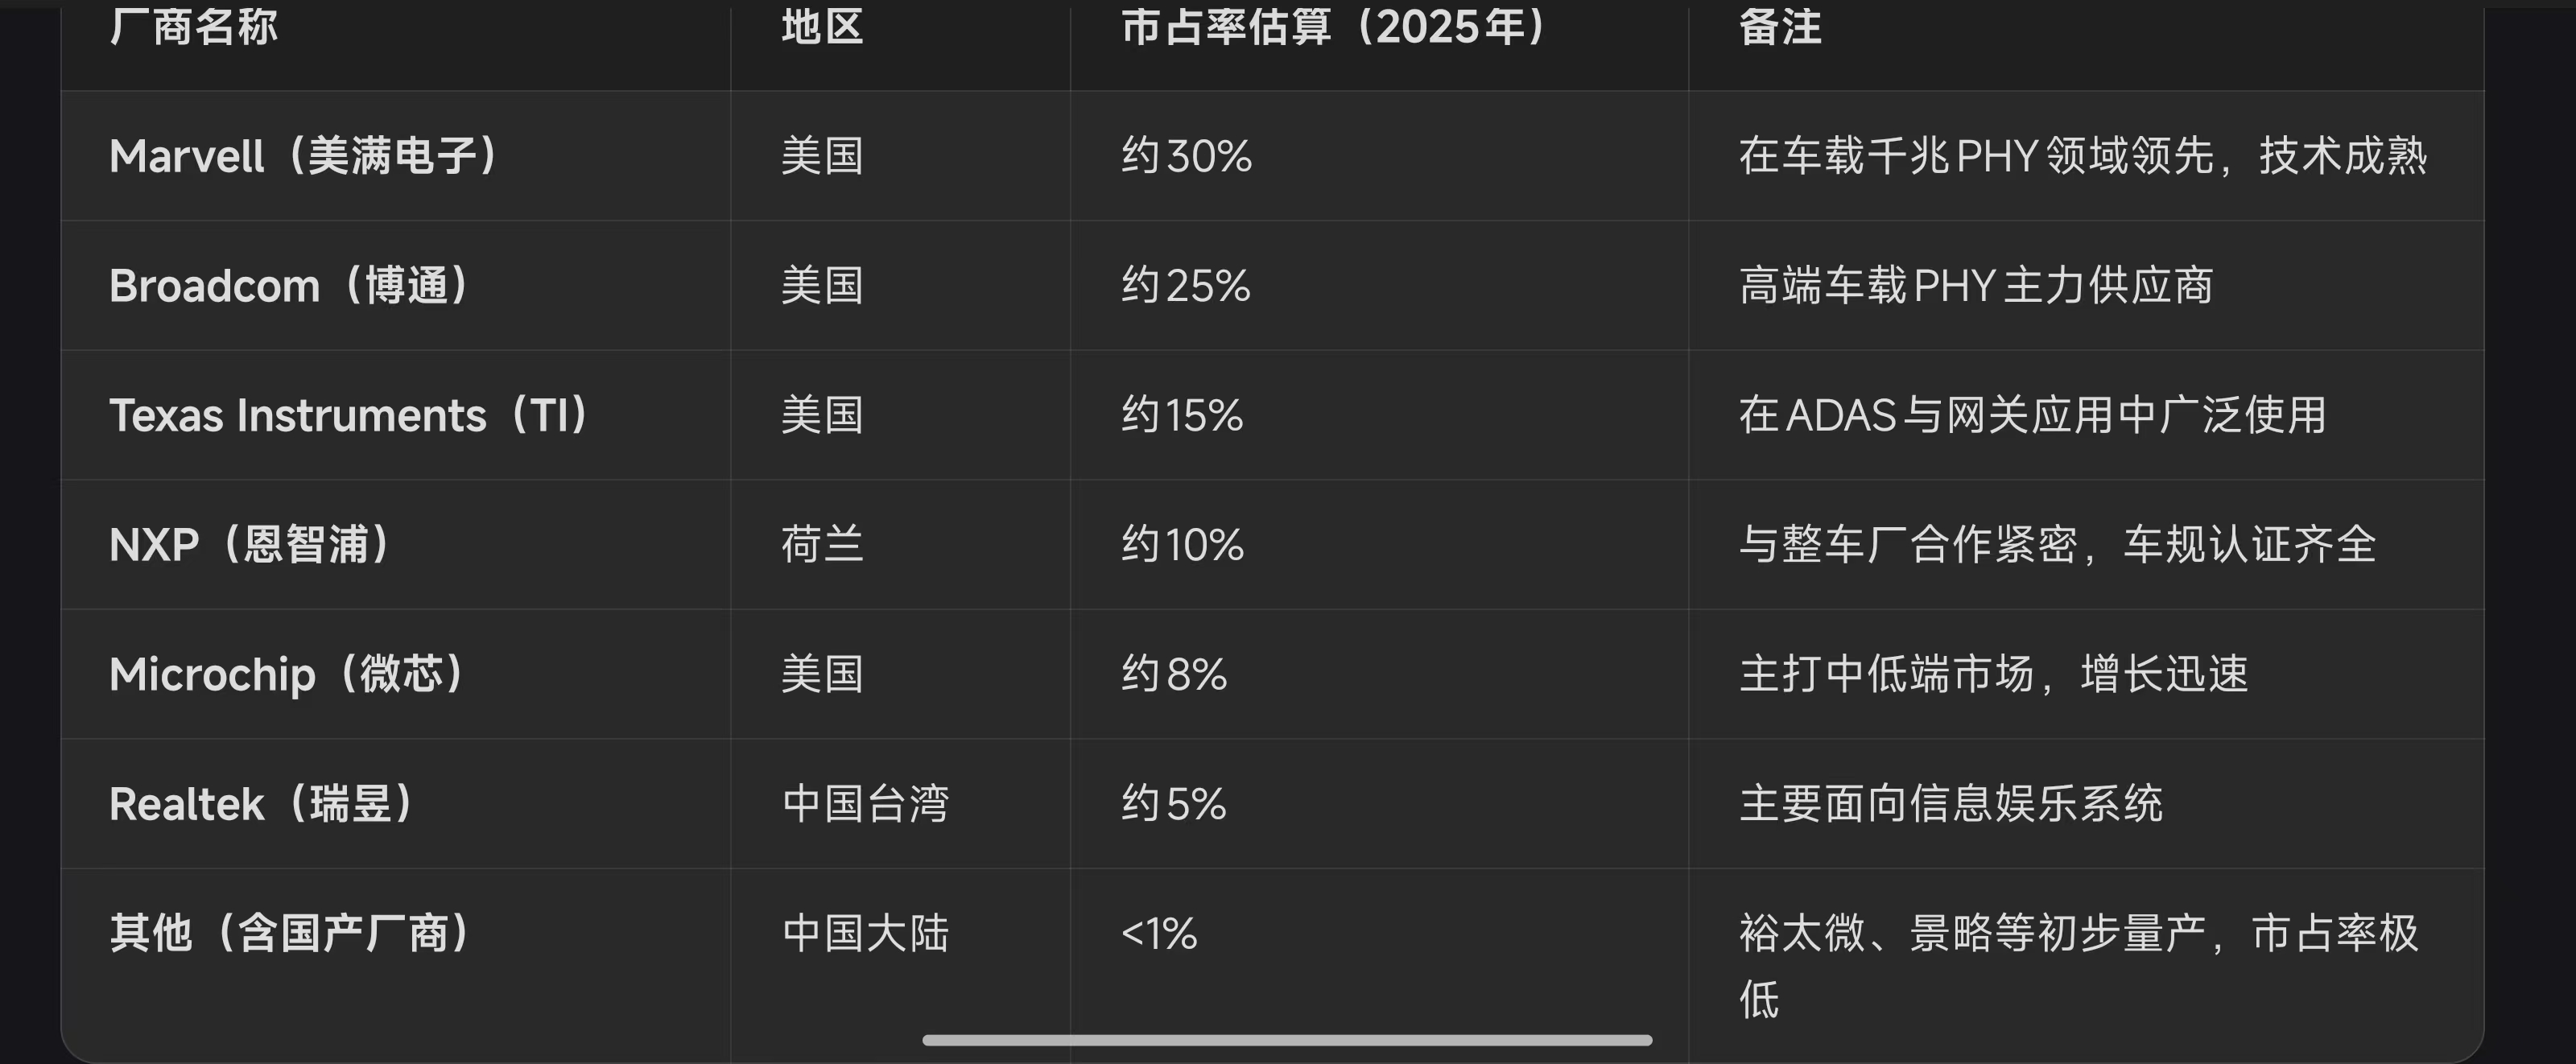 厂商名称 地区 市占率估算（2025年） 备注
Marvell（美满电子） 美国 约30% 在车载千兆PHY领域领先，技术成熟
Broadcom（博通） 美国 约25% 高端车载PHY主力供应商
Texas Instruments（TI） 美国 约15% 在ADAS与网关应用中广泛使用
NXP（恩智浦） 荷兰 约10% 与整车厂合作紧密，车规认证齐全
Microchip（微芯） 美国 约8% 主打中低端市场，增长迅速
Realtek（瑞昱） 中国台湾 约5% 主要面向信息娱乐系统
其他（含国产厂商） 中国大陆 <1% 裕太微、景略等初步量产，市占率极
低